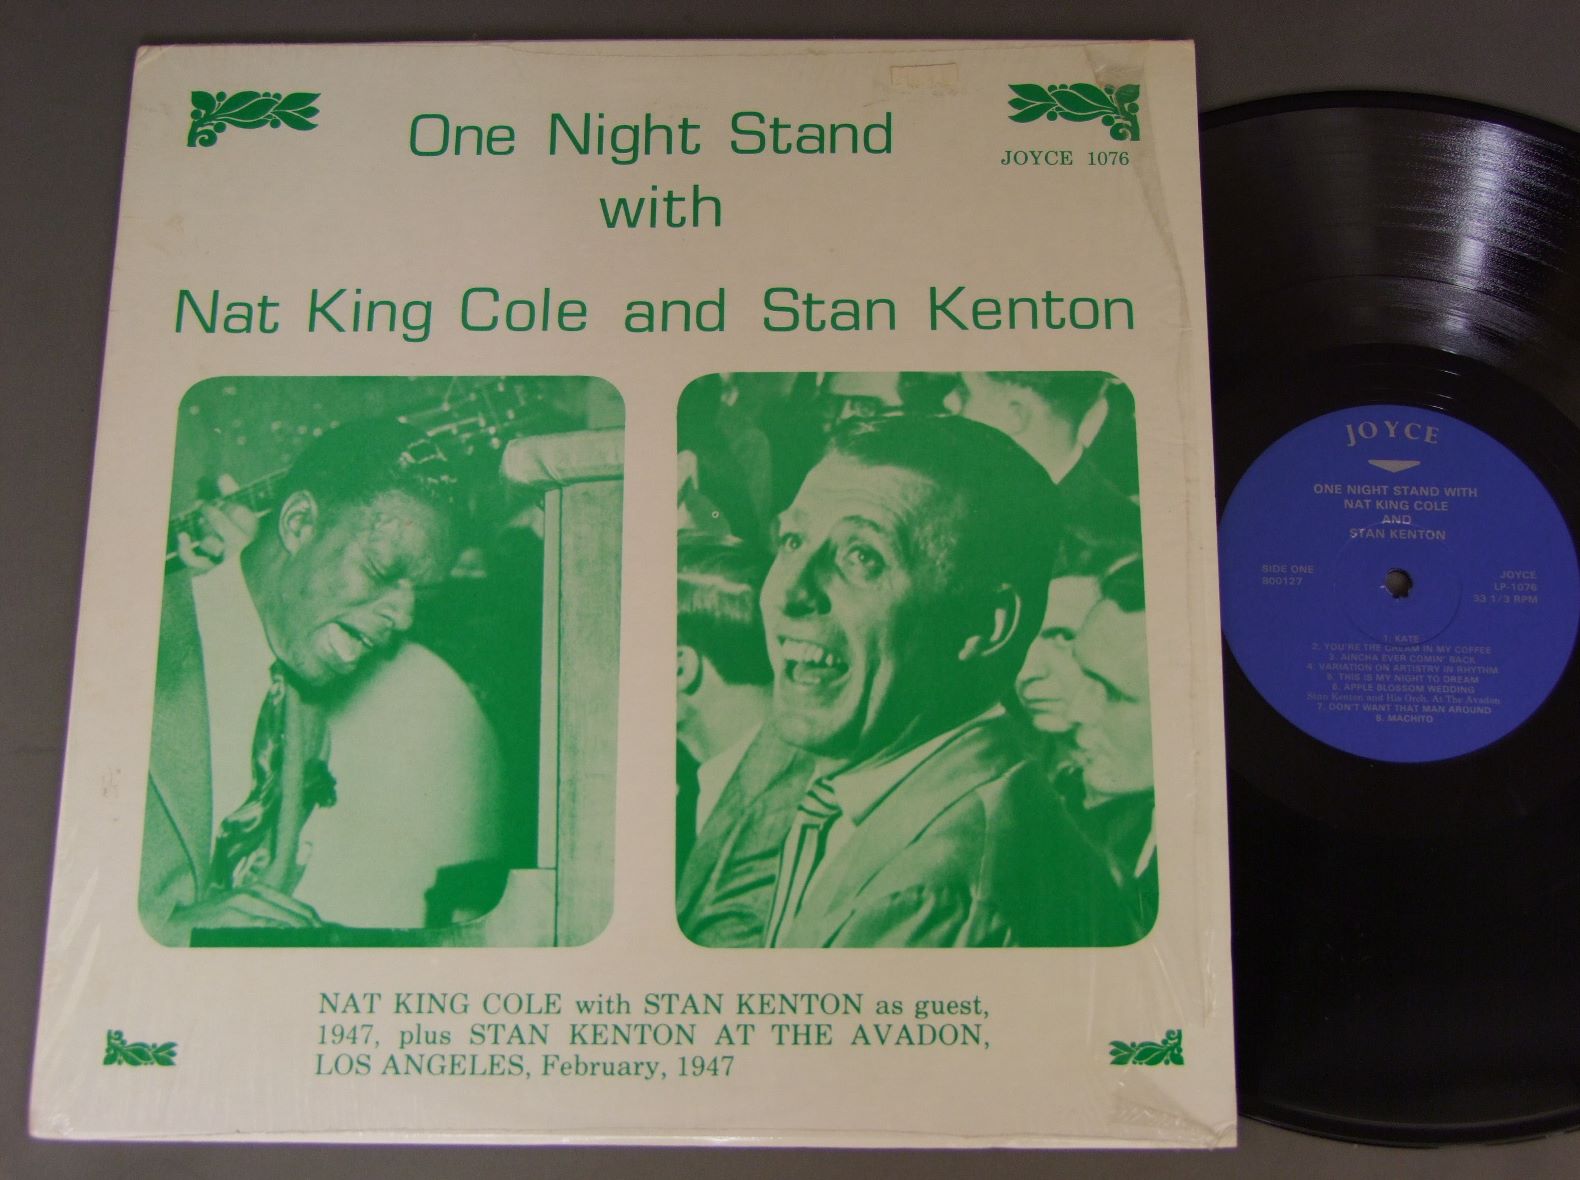 One Night Stand
with
Nat King Cole and Stan Kenton
JOYCE 1076
NAT KING COLE with STAN KENTON as guest,
1947, plus STAN KENTON AT THE AVADON,
LOS ANGELES, February, 1947
JOYCE
ONE NIGHT STAND WITH
NAT KING COLE
AND
STAN KENTON
SIDE ONE
800127
JOYCE
LP-1076
33 1/3 RPM
1. KATE
2. YOU'RE THE CREAM IN MY COFFEE
3. AINCHA EVER COMIN' BACK
4. VARIATION ON ARTISTRY IN RHYTHM
5. THIS IS MY NIGHT TO DREAM
6. APPLE BLOSSOM WEDDING
Stan Kenton and His Orch. At The Avadon
7. DON'T WANT THAT MAN AROUND
8. MACHITO